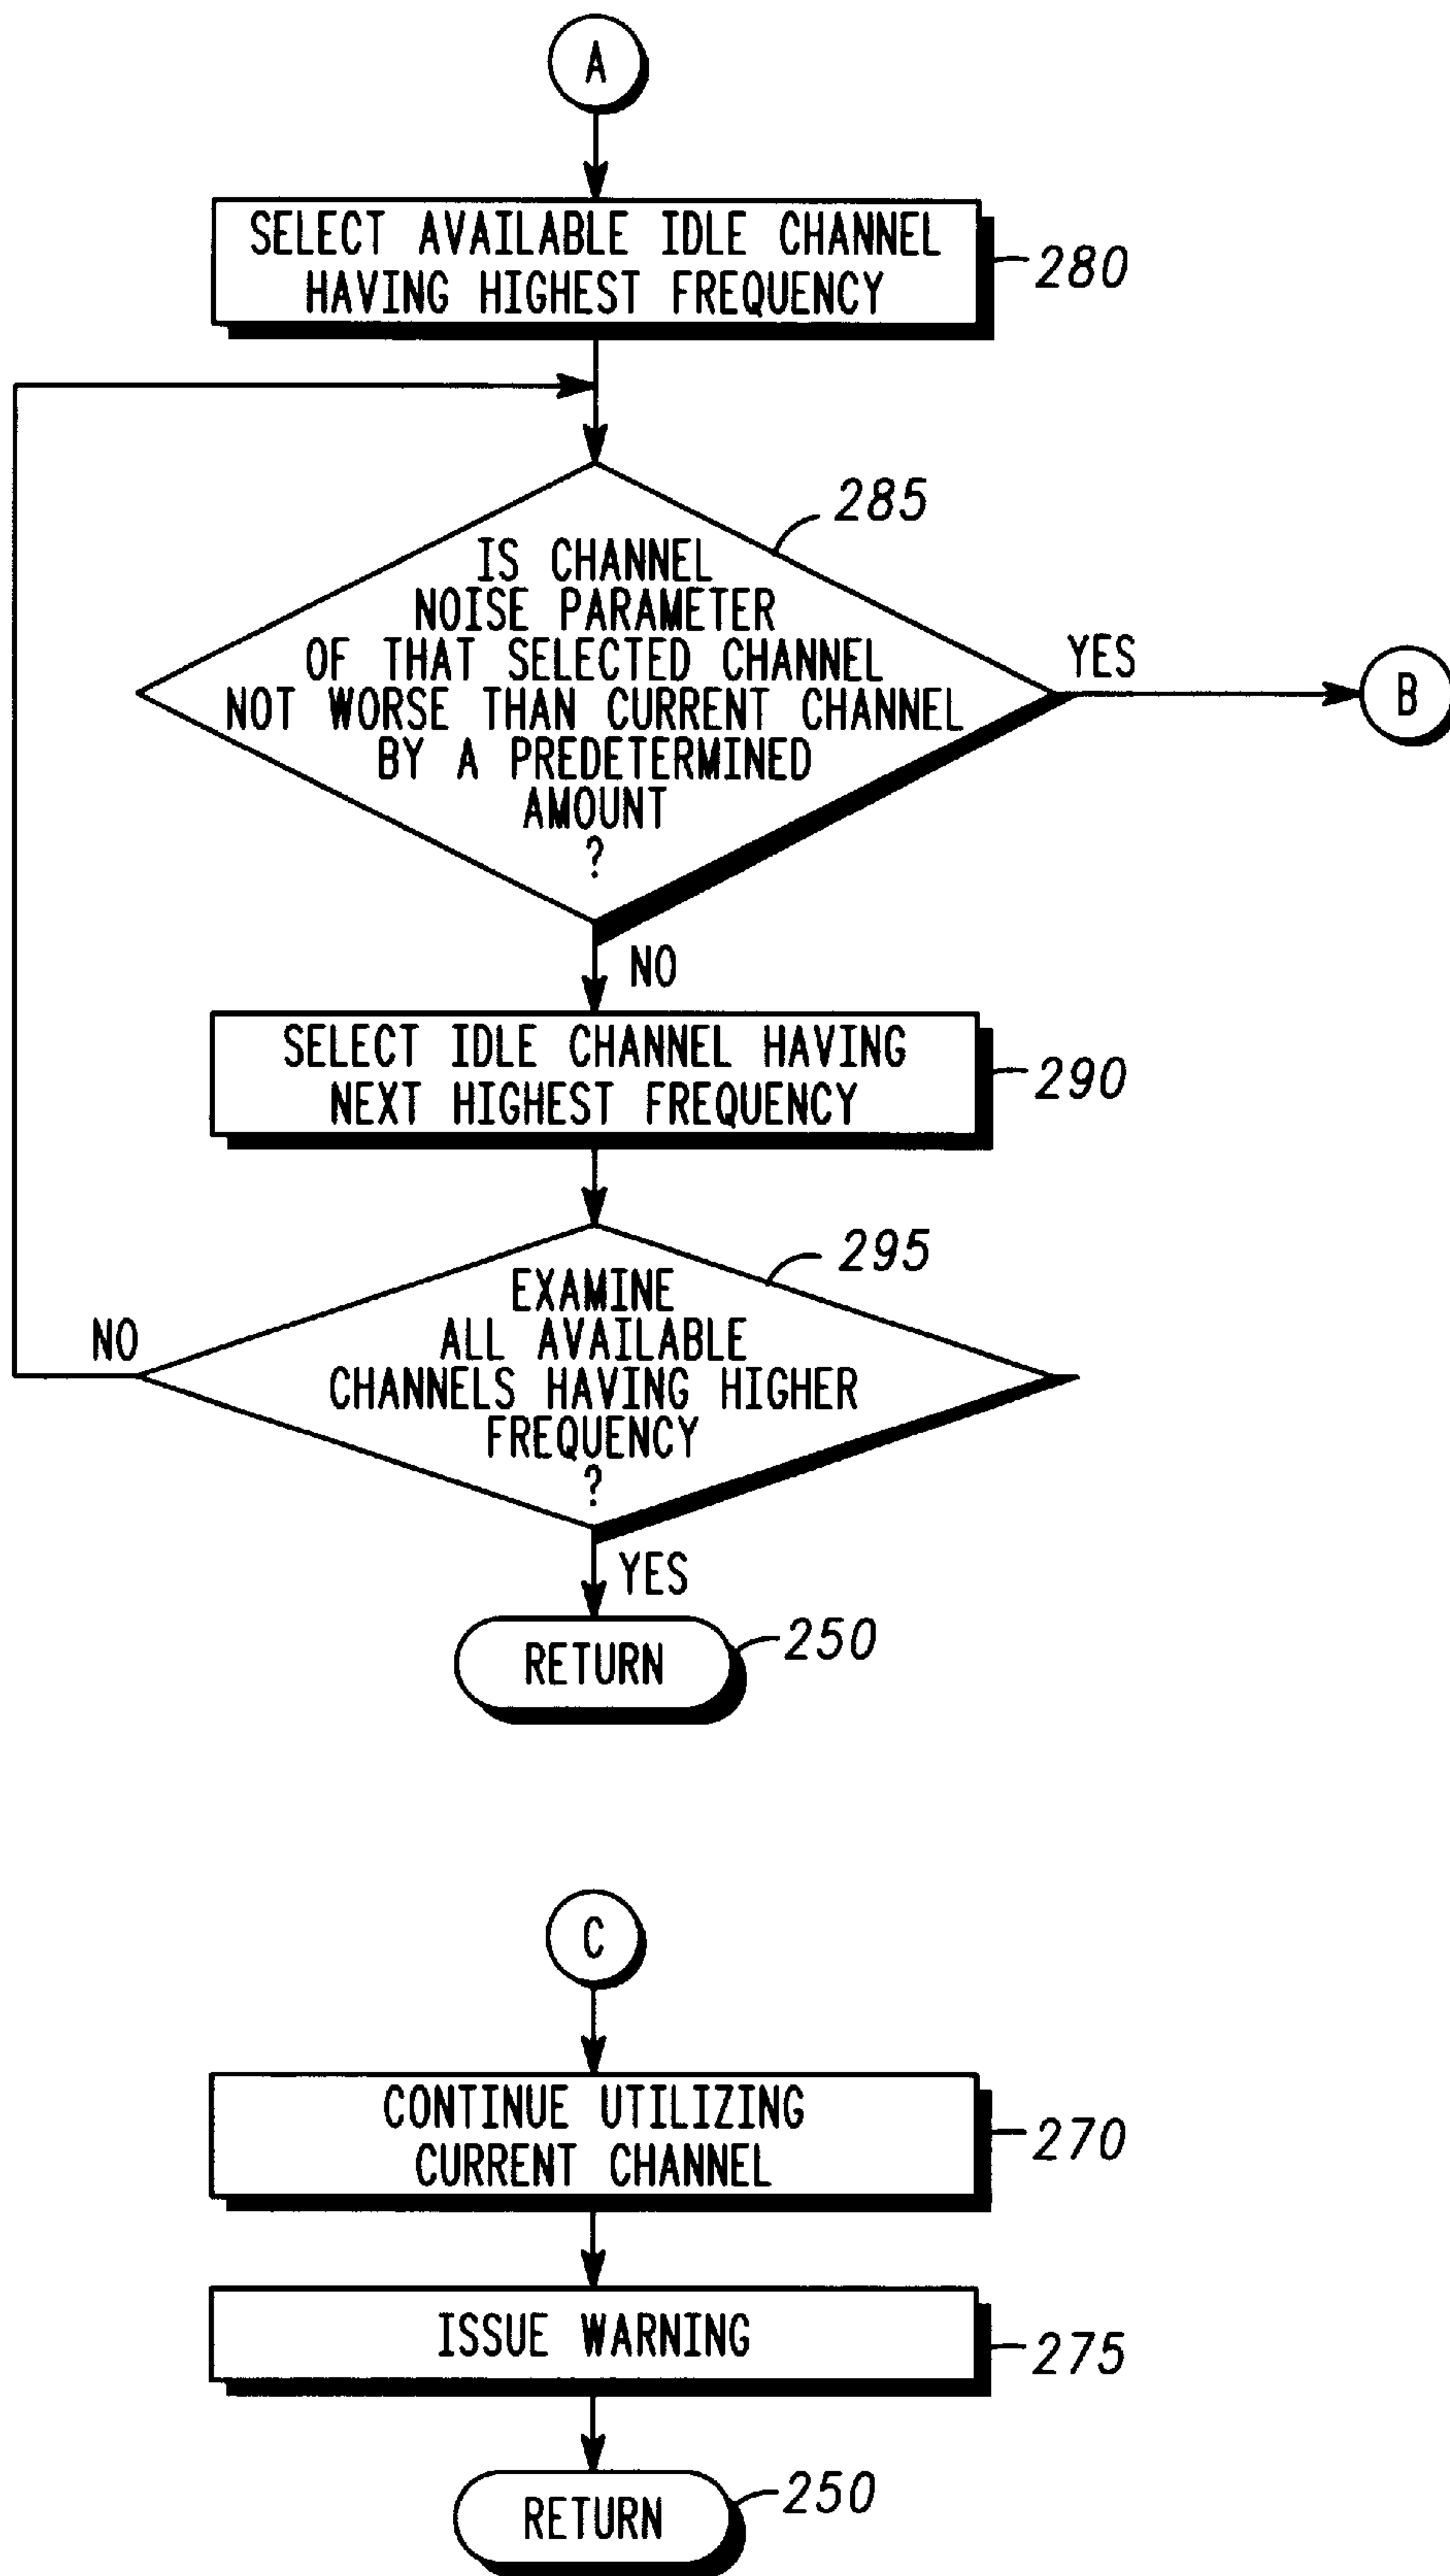 A
SELECT AVAILABLE IDLE CHANNEL
HAVING HIGHEST FREQUENCY
280
285
IS CHANNEL
NOISE PARAMETER
OF THAT SELECTED CHANNEL
NOT WORSE THAN CURRENT CHANNEL
BY A PREDETERMINED
AMOUNT
?
YES
B
NO
SELECT IDLE CHANNEL HAVING
NEXT HIGHEST FREQUENCY
290
295
EXAMINE
ALL AVAILABLE
CHANNELS HAVING HIGHER
FREQUENCY
?
NO
YES
RETURN
250
C
CONTINUE UTILIZING
CURRENT CHANNEL
270
ISSUE WARNING
275
RETURN
250